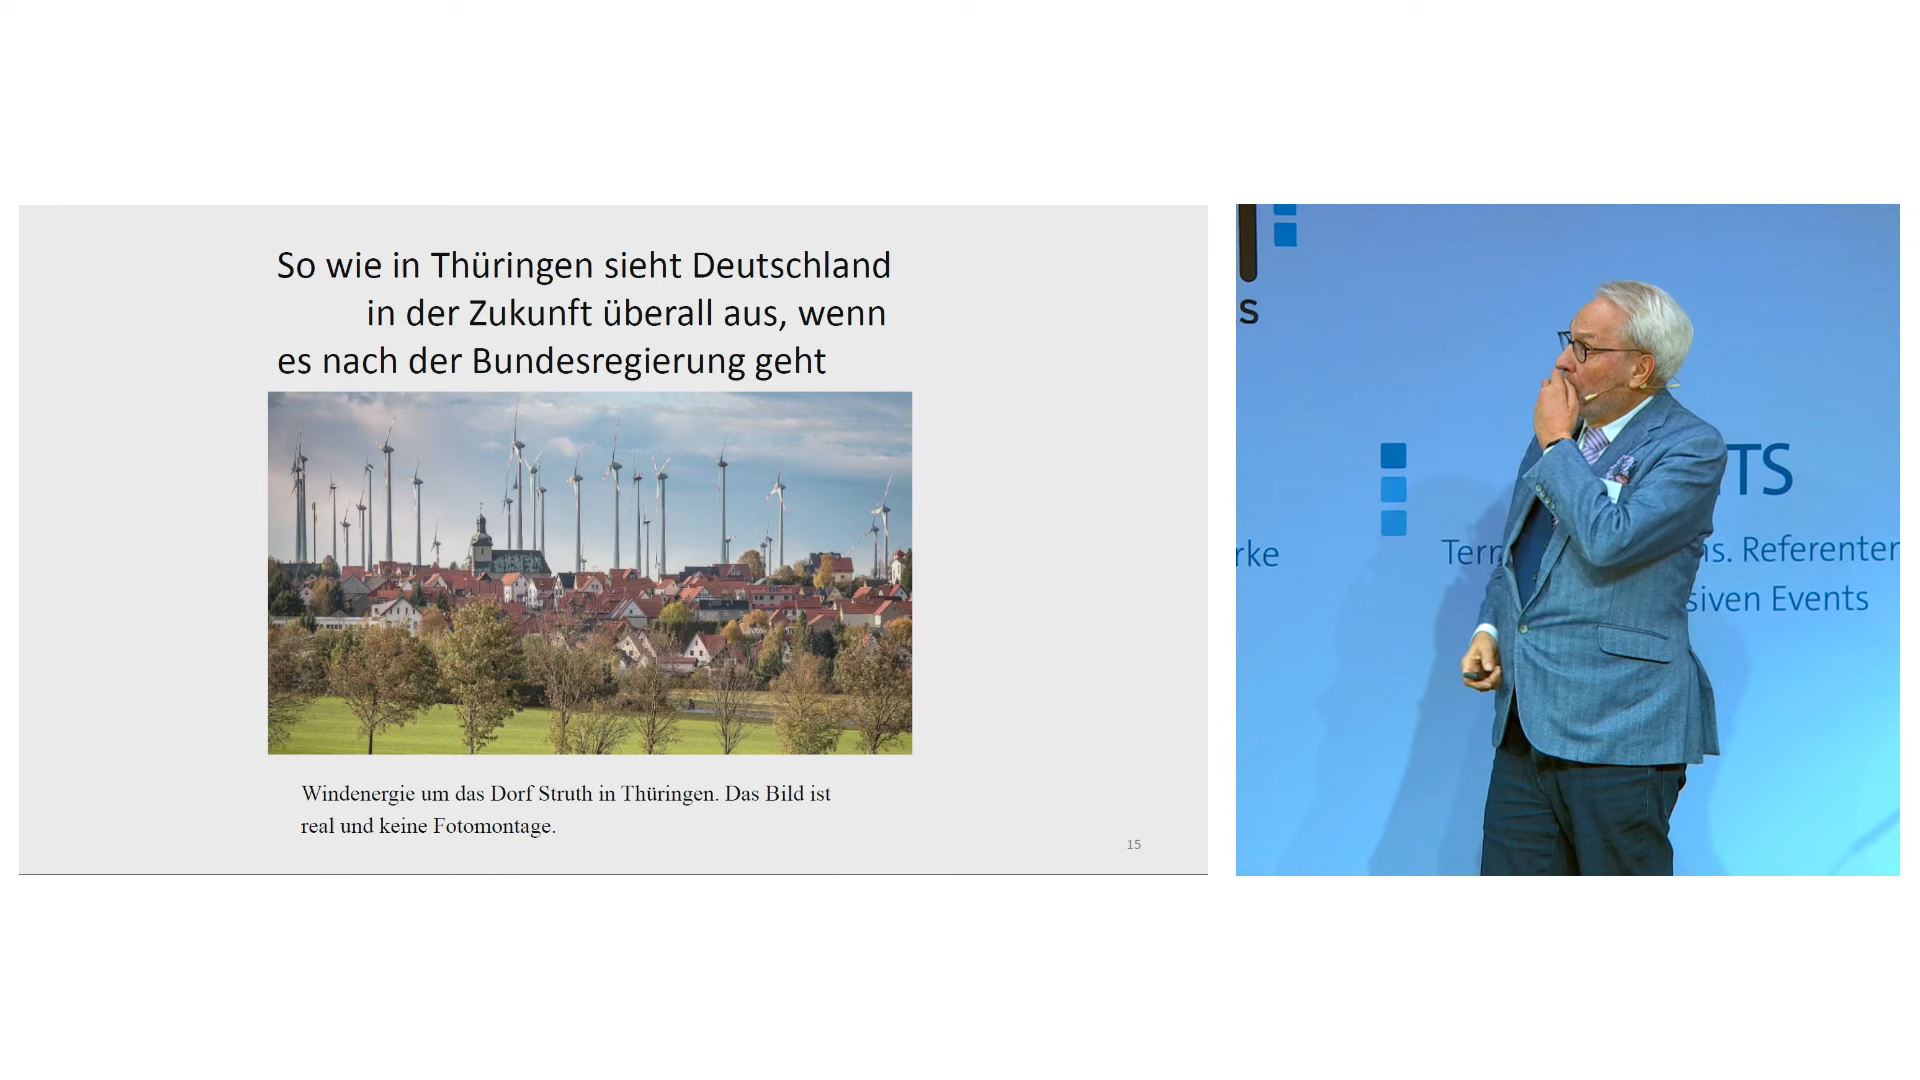 So wie in Thüringen sieht Deutschland
in der Zukunft überall aus, wenn
es nach der Bundesregierung geht
Windenergie um das Dorf Struth in Thüringen. Das Bild ist
real und keine Fotomontage.
15
s
TS
rke
Referenten
siven Events